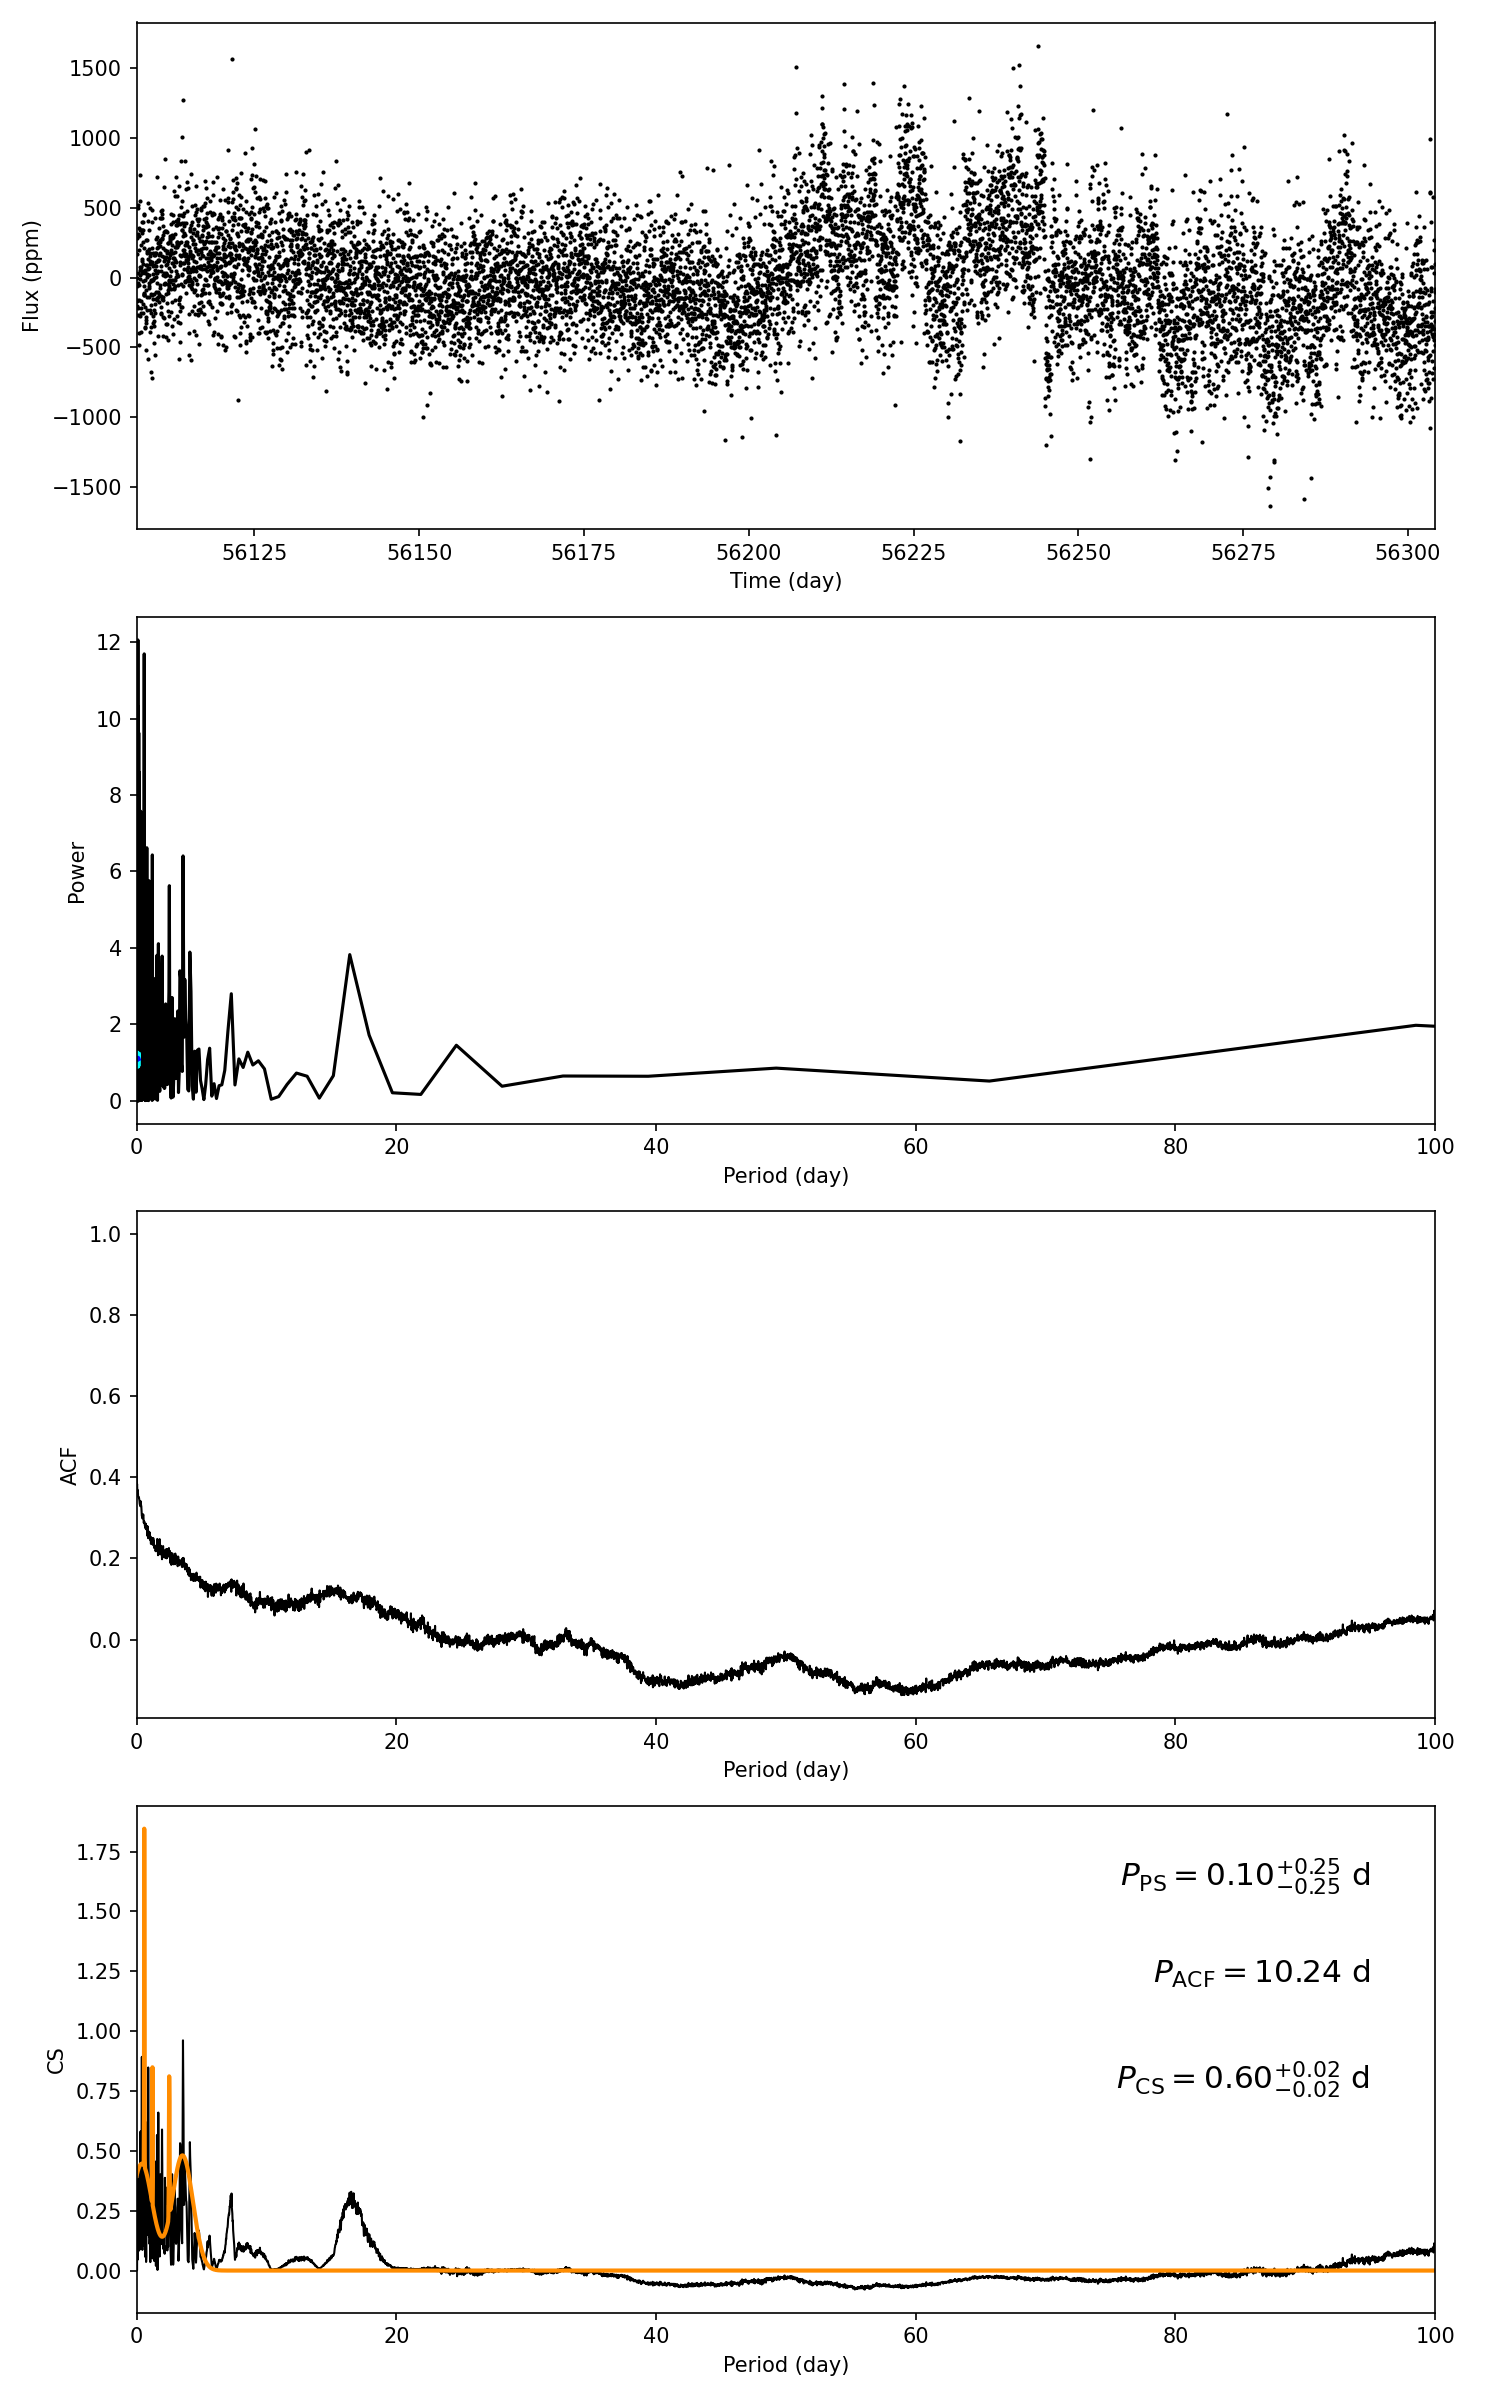 1500
1000
500
0
−500
−1000
−1500
Flux (ppm)
56125 56150 56175 56200 56225 56250 56275 56300
Time (day)
12
10
8
6
4
2
0
Power
0 20 40 60 80 100
Period (day)
1.0
0.8
0.6
0.4
0.2
0.0
ACF
0 20 40 60 80 100
Period (day)
1.75
1.50
1.25
1.00
0.75
0.50
0.25
0.00
CS
P_PS = 0.10 +0.25 −0.25 d
P_ACF = 10.24 d
P_CS = 0.60 +0.02 −0.02 d
0 20 40 60 80 100
Period (day)